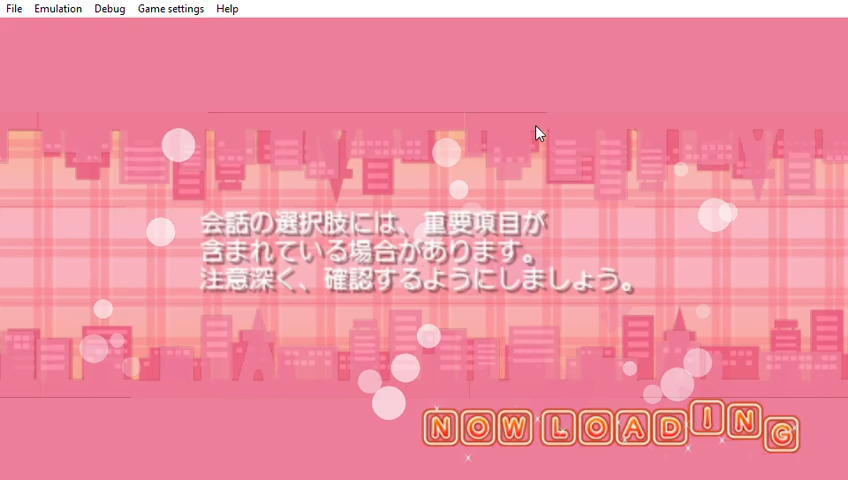 File Emulation Debug Game settings Help
会話の選択肢には、重要項目が
含まれている場合があります。
注意深く、確認するようにしましょう。
NOW LOADING